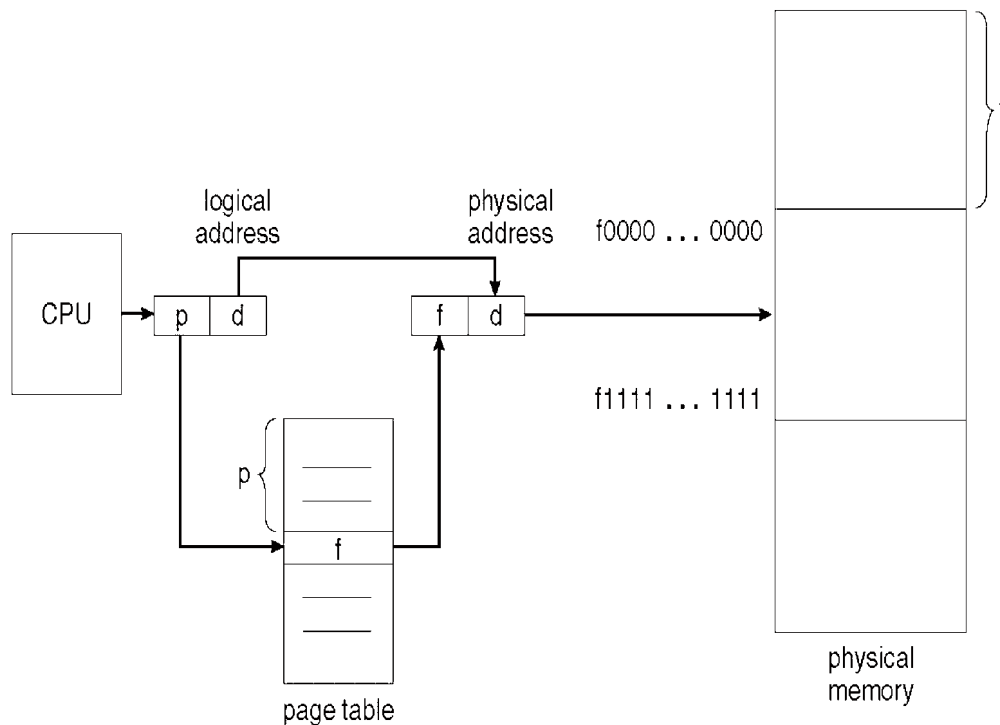 logical
address
physical
address
f0000 ... 0000
CPU
p
d
f
d
f1111 ... 1111
p
f
page table
physical
memory